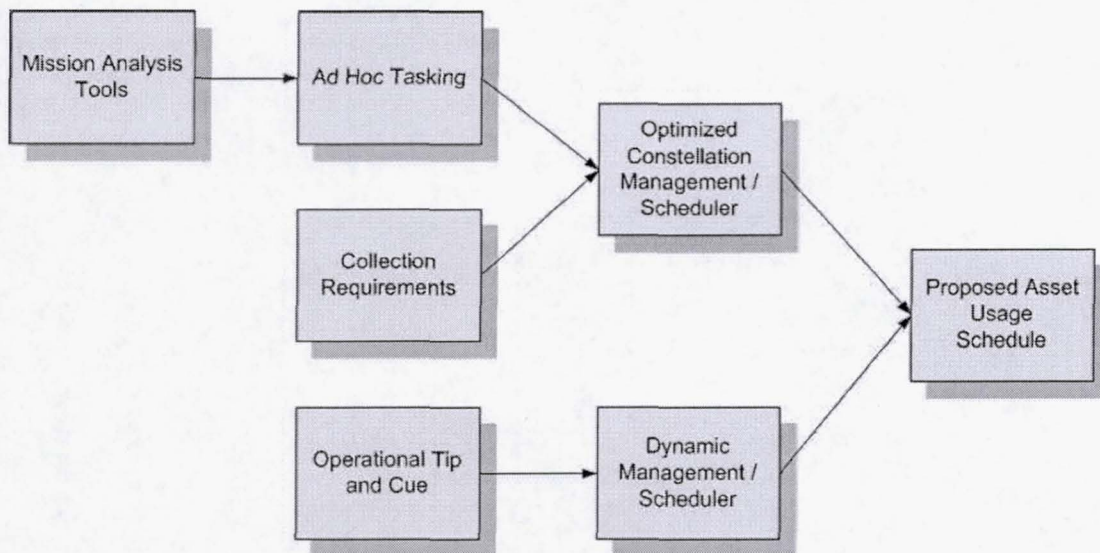 Mission Analysis
Tools
Ad Hoc Tasking
Optimized
Constellation
Management /
Scheduler
Collection
Requirements
Proposed Asset
Usage
Schedule
Operational Tip
and Cue
Dynamic
Management /
Scheduler